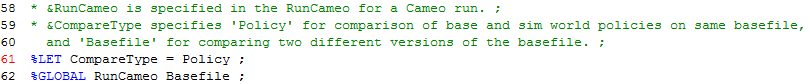 58 * &RunCameo is specified in the RunCameo for a Cameo run. ;
59 * &CompareType specifies 'Policy' for comparison of base and sim world policies on same basefile,
60   and 'Basefile' for comparing two different versions of the basefile. ;
61 %LET CompareType = Policy ;
62 %GLOBAL RunCameo Basefile ;